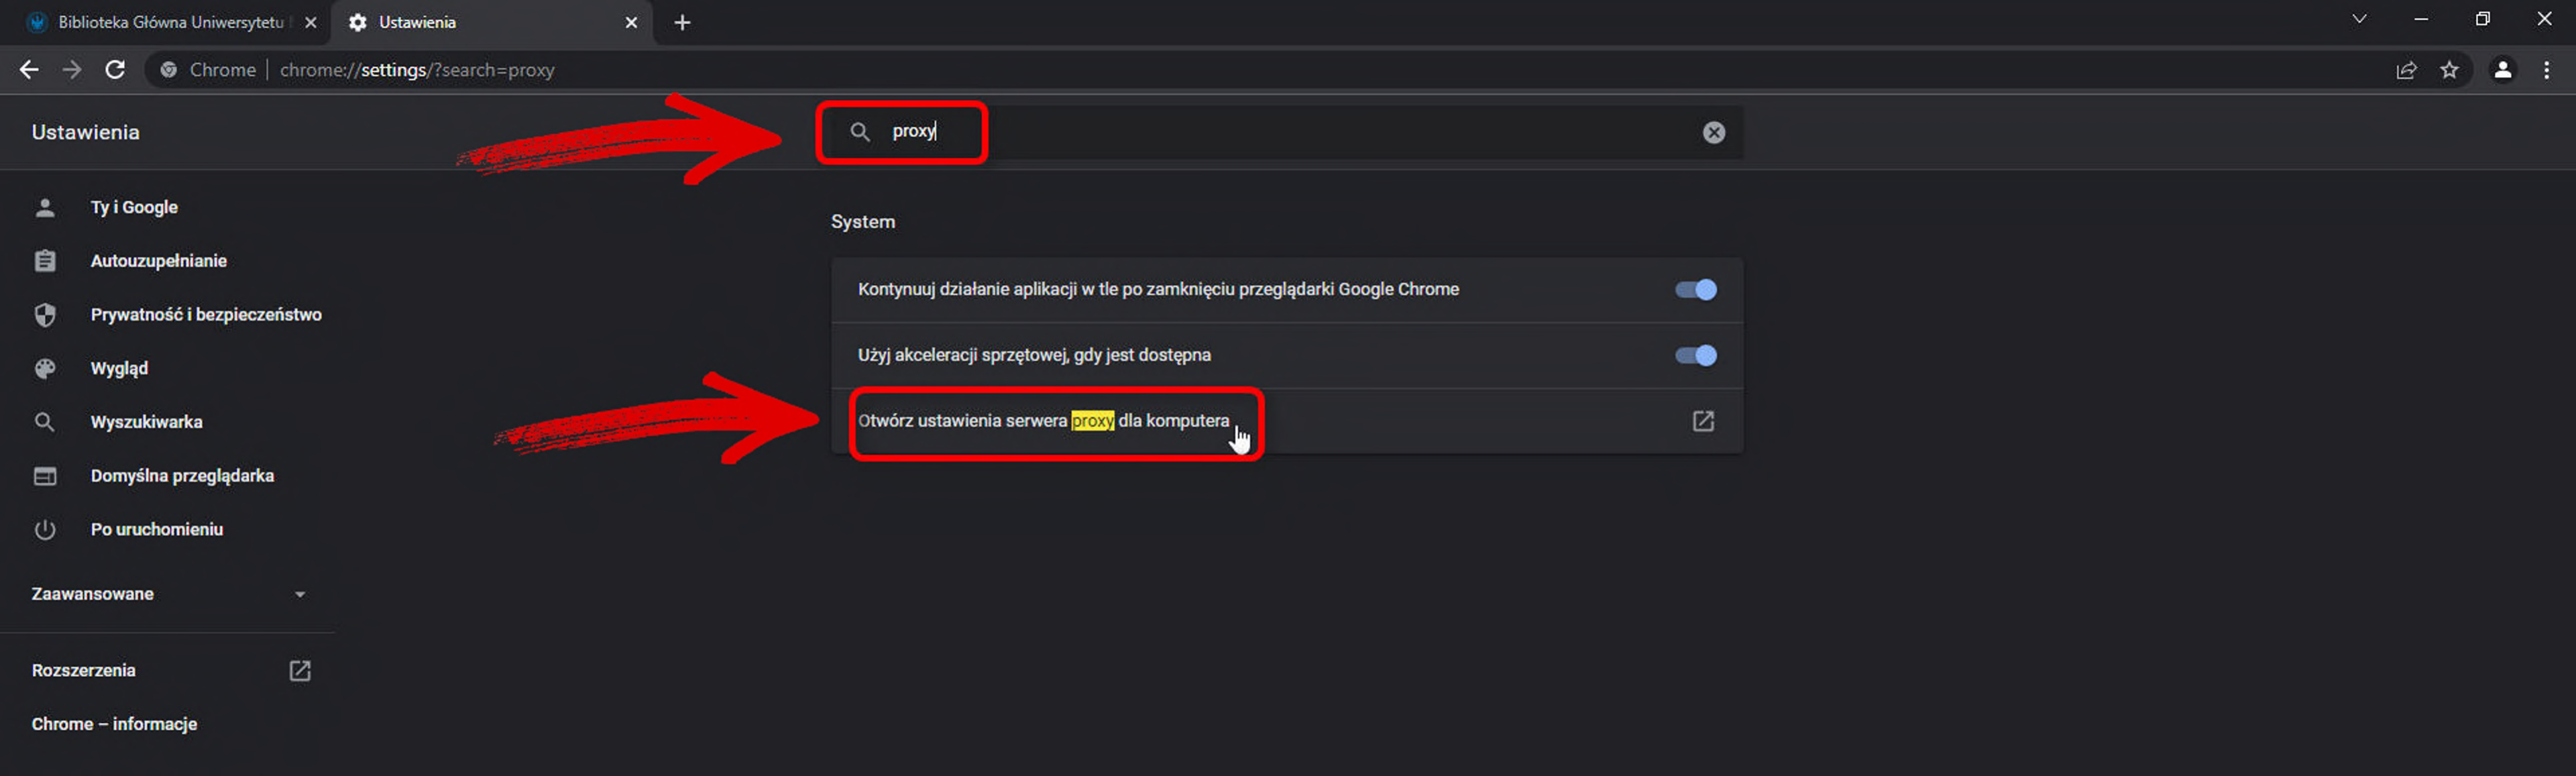 Biblioteka Główna Uniwersytetu
Ustawienia
Chrome
chrome://settings/?search=proxy
Ustawienia
proxy
Ty i Google
Autouzupełnianie
Prywatność i bezpieczeństwo
Wygląd
Wyszukiwarka
Domyślna przeglądarka
Po uruchomieniu
Zaawansowane
Rozszerzenia
Chrome – informacje
System
Kontynuuj działanie aplikacji w tle po zamknięciu przeglądarki Google Chrome
Użyj akceleracji sprzętowej, gdy jest dostępna
Otwórz ustawienia serwera proxy dla komputera